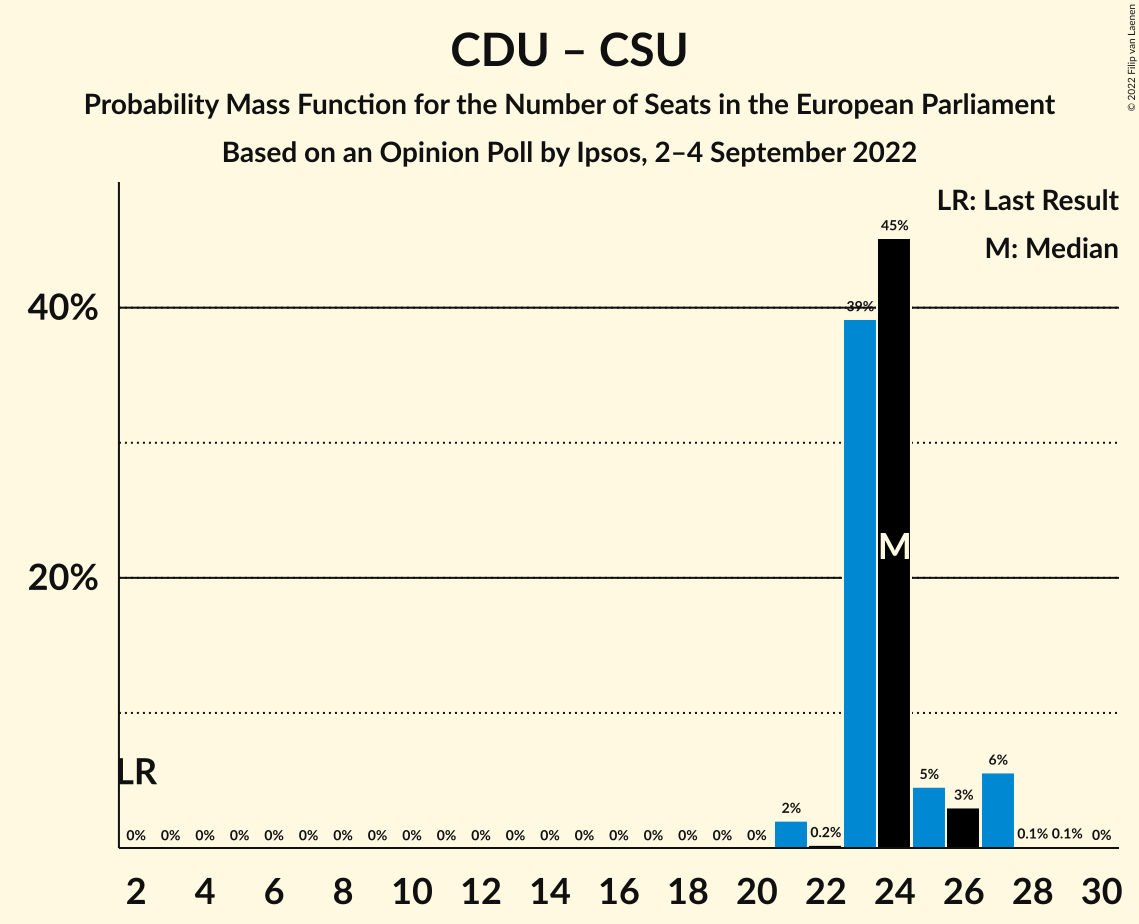 CDU – CSU
Probability Mass Function for the Number of Seats in the European Parliament
Based on an Opinion Poll by Ipsos, 2–4 September 2022
© 2022 Filip van Laenen
LR: Last Result
M: Median
45%
40%
39%
M
20%
LR
6%
5%
3%
2%
0% 0% 0% 0% 0% 0% 0% 0% 0% 0% 0% 0% 0% 0% 0% 0% 0% 0% 0% 0.2% 0.1% 0.1% 0%
2 4 6 8 10 12 14 16 18 20 22 24 26 28 30